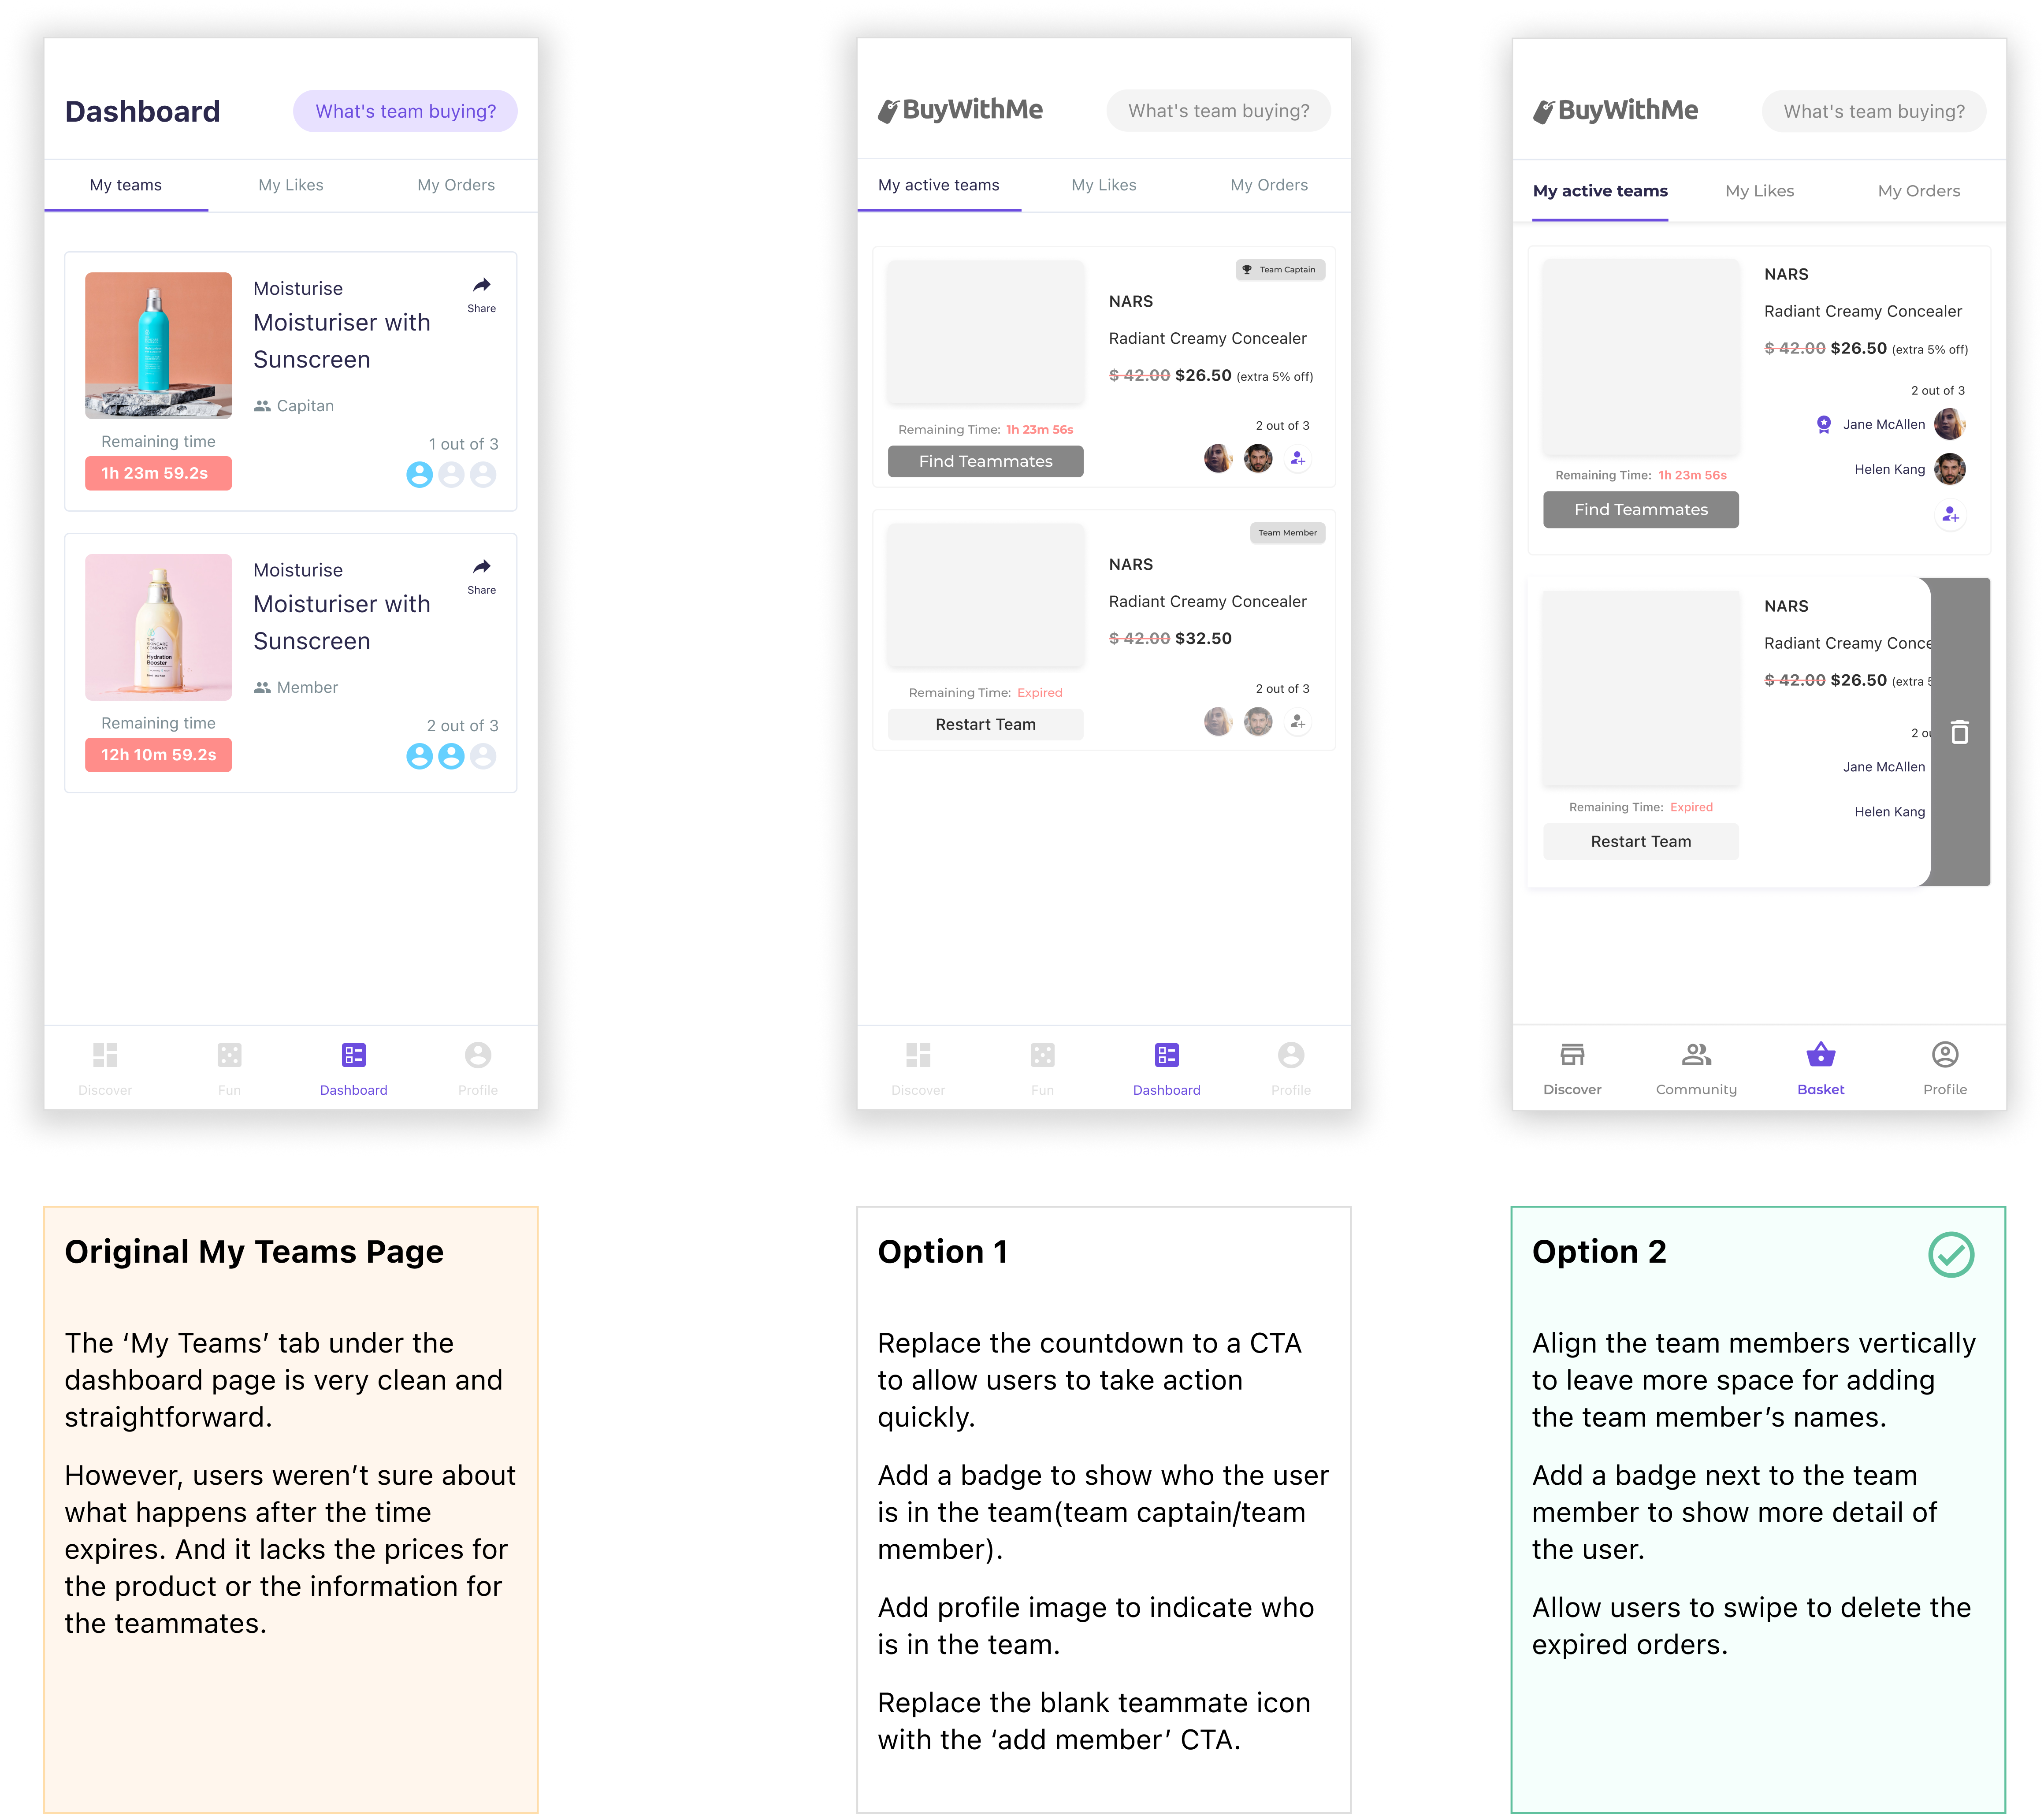 Dashboard
What's team buying?
My teams
My Likes
My Orders
Moisturise
Moisturiser with
Sunscreen
Share
Capitan
Remaining time
1h 23m 59.2s
1 out of 3
Moisturise
Moisturiser with
Sunscreen
Share
THE
SKINCARE
COMPANY
Hydration
Booster
Member
Remaining time
12h 10m 59.2s
2 out of 3
Discover
Fun
Dashboard
Profile
BuyWithMe
What's team buying?
My active teams
My Likes
My Orders
Team Captain
NARS
Radiant Creamy Concealer
$ 42.00 $26.50 (extra 5% off)
Remaining Time: 1h 23m 56s
Find Teammates
2 out of 3
Team Member
NARS
Radiant Creamy Concealer
$ 42.00 $32.50
Remaining Time: Expired
Restart Team
2 out of 3
Discover
Fun
Dashboard
Profile
BuyWithMe
What's team buying?
My active teams
My Likes
My Orders
NARS
Radiant Creamy Concealer
$ 42.00 $26.50 (extra 5% off)
2 out of 3
Jane McAllen
Helen Kang
Remaining Time: 1h 23m 56s
Find Teammates
NARS
Radiant Creamy Conce
$ 42.00 $26.50 (extra 5
2 ou
Jane McAllen
Helen Kang
Remaining Time: Expired
Restart Team
Discover
Community
Basket
Profile
Original My Teams Page
The ‘My Teams’ tab under the
dashboard page is very clean and
straightforward.
However, users weren’t sure about
what happens after the time
expires. And it lacks the prices for
the product or the information for
the teammates.
Option 1
Replace the countdown to a CTA
to allow users to take action
quickly.
Add a badge to show who the user
is in the team(team captain/team
member).
Add profile image to indicate who
is in the team.
Replace the blank teammate icon
with the ‘add member’ CTA.
Option 2
Align the team members vertically
to leave more space for adding
the team member’s names.
Add a badge next to the team
member to show more detail of
the user.
Allow users to swipe to delete the
expired orders.